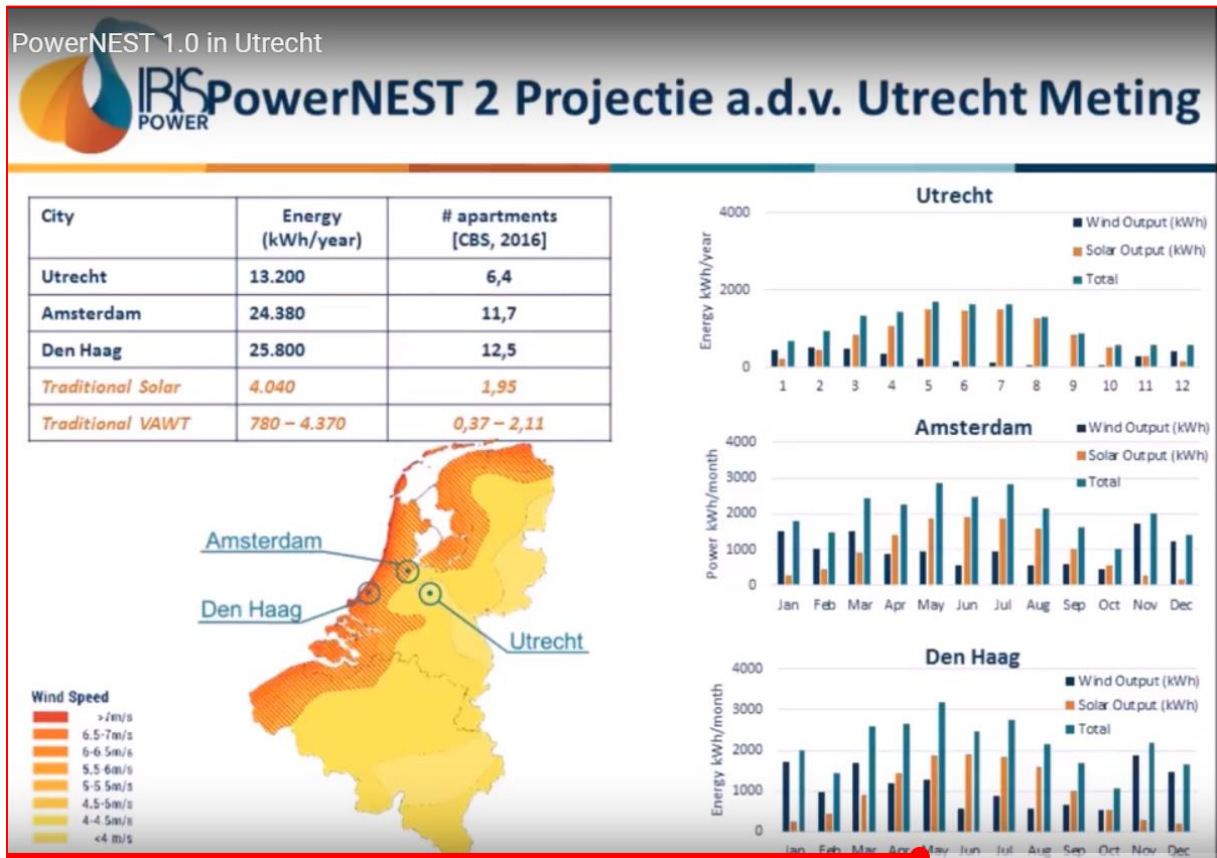 PowerNEST 1.0 in Utrecht
IRIS
POWER
PowerNEST 2 Projectie a.d.v. Utrecht Meting
City Energy (kWh/year) # apartments [CBS, 2016]
Utrecht 13.200 6,4
Amsterdam 24.380 11,7
Den Haag 25.800 12,5
Traditional Solar 4.040 1,95
Traditional VAWT 780 – 4.370 0,37 – 2,11
Amsterdam
Den Haag
Utrecht
Wind Speed
>7m/s
6.5-7m/s
6-6.5m/s
5.5-6m/s
5-5.5m/s
4.5-5m/s
4-4.5m/s
<4 m/s
Utrecht
Energy kWh/year
4000
2000
0
Wind Output (kWh)
Solar Output (kWh)
Total
1 2 3 4 5 6 7 8 9 10 11 12
Amsterdam
Power kWh/month
4000
3000
2000
1000
0
Wind Output (kWh)
Solar Output (kWh)
Total
Jan Feb Mar Apr May Jun Jul Aug Sep Oct Nov Dec
Den Haag
Energy kWh/month
4000
3000
2000
1000
0
Wind Output (kWh)
Solar Output (kWh)
Total
Jan Feb Mar Apr May Jun Jul Aug Sep Oct Nov Dec